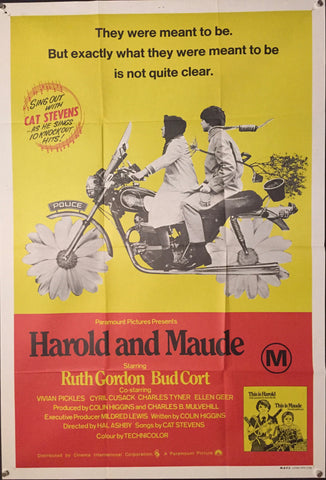 They were meant to be.
But exactly what they were meant to be
is not quite clear.
SING OUT
WITH
CAT STEVENS
-AS HE SINGS
10 KNOCKOUT
HITS!
POLICE
Paramount Pictures Presents
Harold and Maude
Starring
Ruth Gordon Bud Cort
Co-starring
VIVIAN PICKLES CYRIL CUSACK CHARLES TYNER ELLEN GEER
Produced by COLIN HIGGINS and CHARLES B. MULVEHILL
Executive Producer MILDRED LEWIS Written by COLIN HIGGINS
Directed by HAL ASHBY Songs by CAT STEVENS
Colour by TECHNICOLOR
Distributed by Cinema International Corporation A Paramount Picture
M
This is Harold
This is Maude